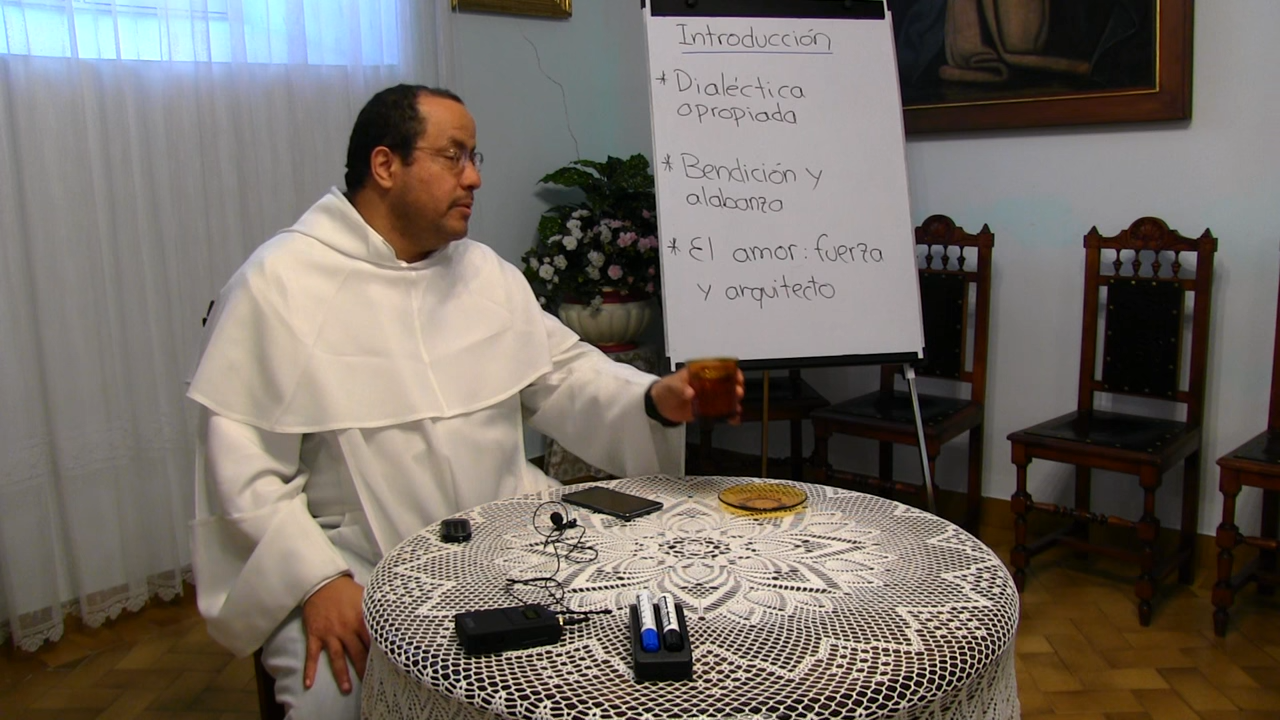 Introducción
* Dialéctica
apropiada
* Bendición y
alabanza
* El amor: fuerza
y arquitecto